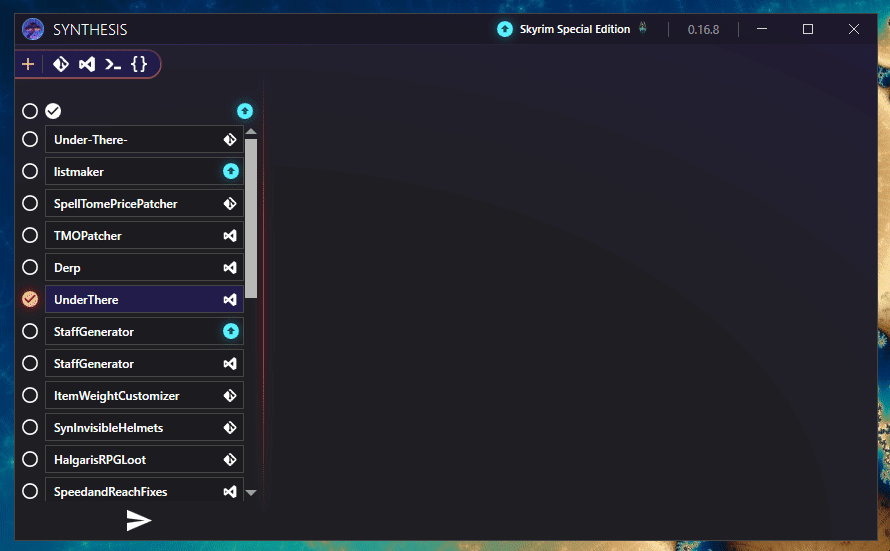 SYNTHESIS
Skyrim Special Edition
0.16.8
Under-There-
listmaker
SpellTomePricePatcher
TMOPatcher
Derp
UnderThere
StaffGenerator
StaffGenerator
ItemWeightCustomizer
SynInvisibleHelmets
HalgarisRPGLoot
SpeedandReachFixes